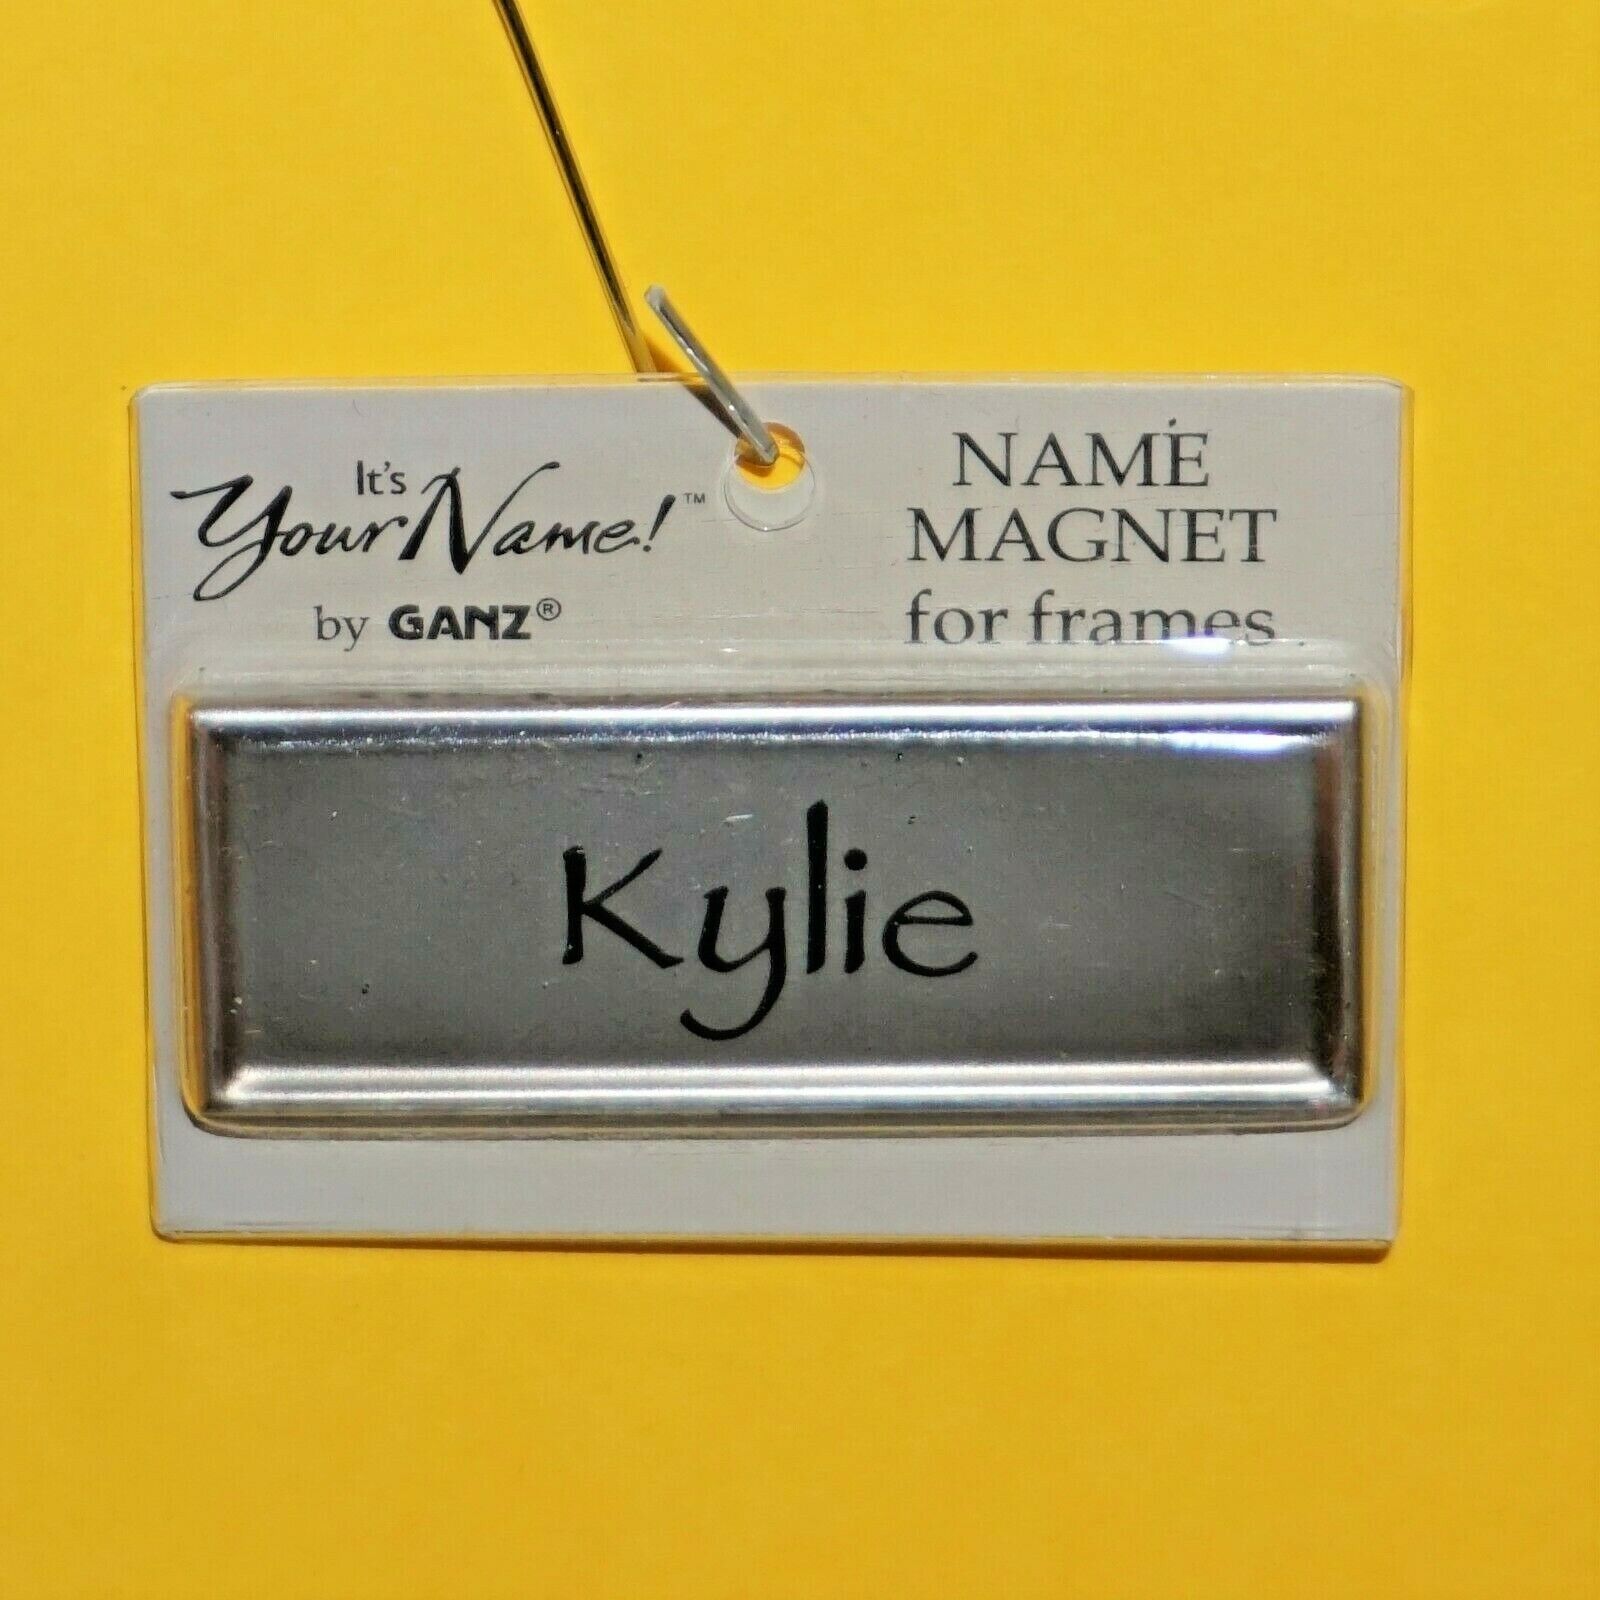 It's
Your Name!™
by GANZ®
NAME
MAGNET
for frames
Kylie